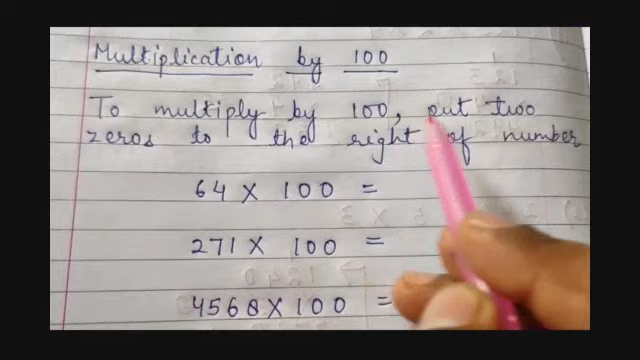 Multiplication by 100
To multiply by 100, put two
zeros to the right of number
64 X 100 =
271 X 100 =
4568 X 100 =